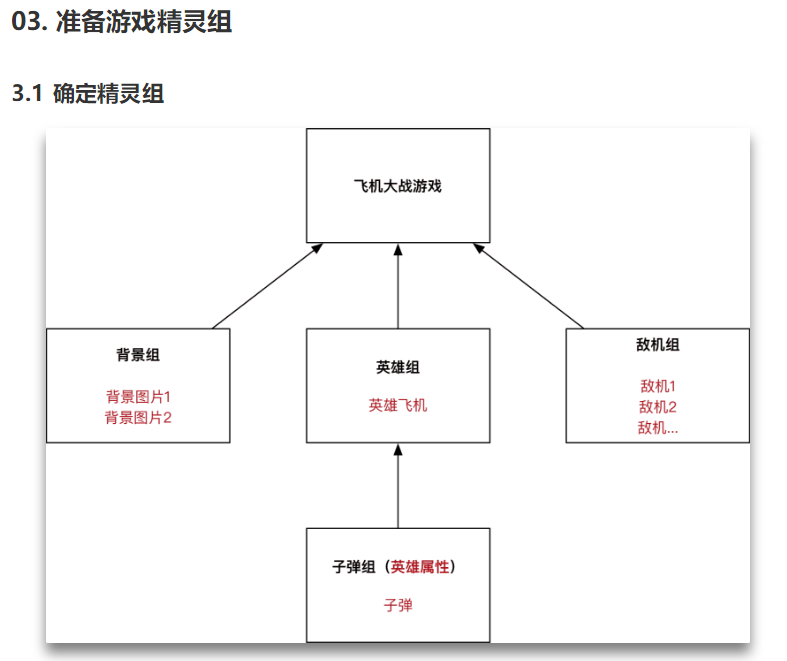 03. 准备游戏精灵组
3.1 确定精灵组
飞机大战游戏
背景组
背景图片1
背景图片2
英雄组
英雄飞机
敌机组
敌机1
敌机2
敌机...
子弹组（英雄属性）
子弹